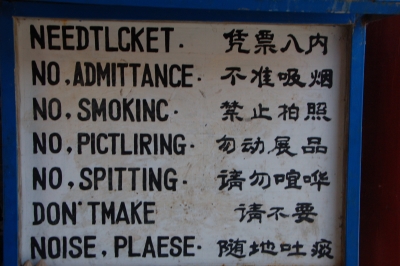 NEEDTLCKET· 凭票入内
NO,ADMITTANCE· 不准吸烟
NO,SMOKINC· 禁止拍照
NO,PICTLIRING· 勿动展品
NO,SPITTING· 请勿喧哗
DON'TMAKE 请不要
NOISE,PLAESE· 随地吐痰